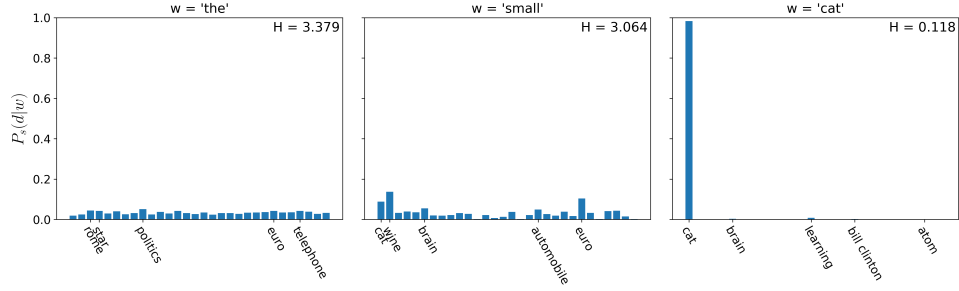 w = 'the'
w = 'small'
w = 'cat'
H = 3.379
H = 3.064
H = 0.118
P_s(d|w)
1.0
0.8
0.6
0.4
0.2
0.0
rome
star
politics
euro
telephone
cat
wine
brain
automobile
euro
cat
brain
learning
bill clinton
atom